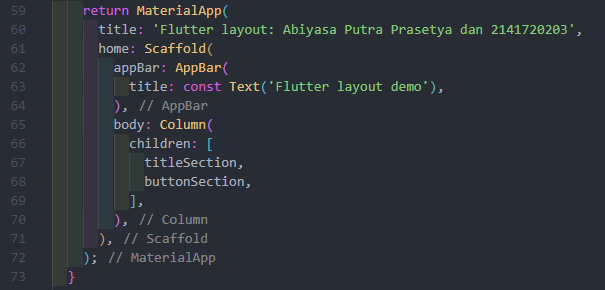 59 return MaterialApp(
60 title: 'Flutter layout: Abiyasa Putra Prasetya dan 2141720203',
61 home: Scaffold(
62 appBar: AppBar(
63 title: const Text('Flutter layout demo'),
64 ), // AppBar
65 body: Column(
66 children: [
67 titleSection,
68 buttonSection,
69 ],
70 ), // Column
71 ), // Scaffold
72 ); // MaterialApp
73 }